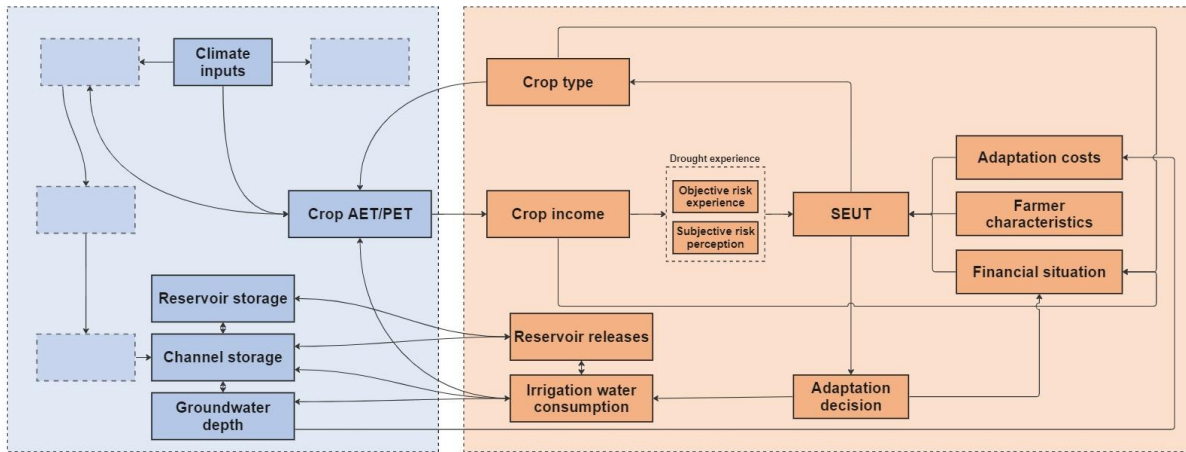 Climate
inputs
Crop AET/PET
Reservoir storage
Channel storage
Groundwater
depth
Crop type
Crop income
Drought experience
Objective risk
experience
Subjective risk
perception
SEUT
Adaptation costs
Farmer
characteristics
Financial situation
Reservoir releases
Irrigation water
consumption
Adaptation
decision